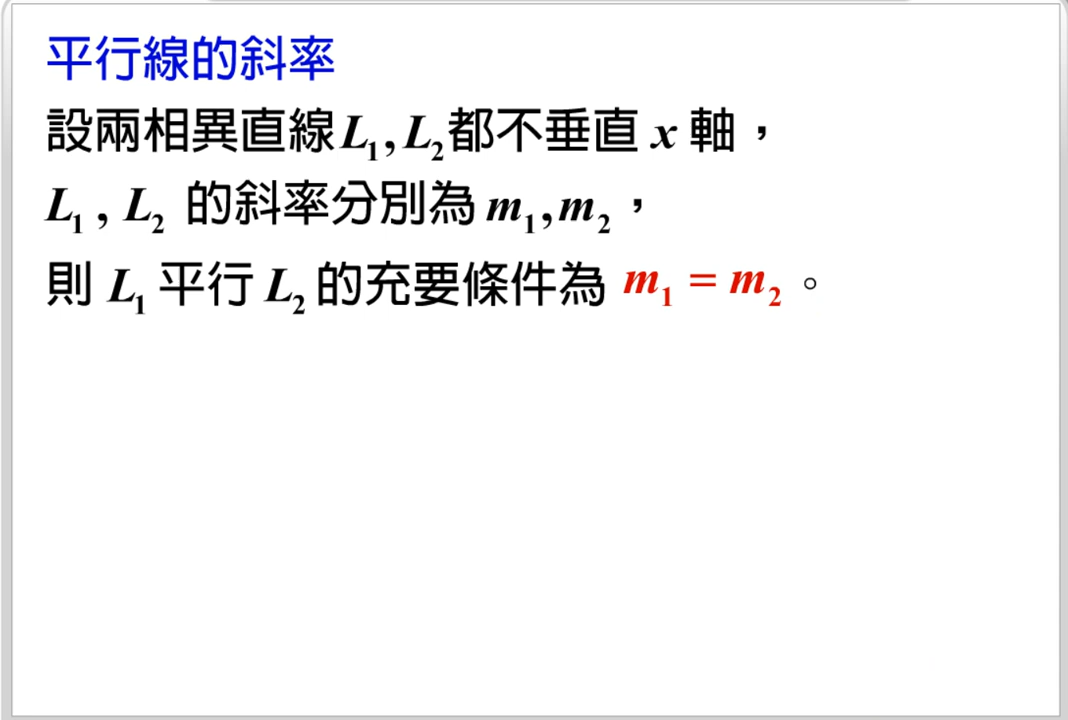 平行線的斜率
設兩相異直線L₁,L₂都不垂直 x 軸，
L₁ , L₂ 的斜率分別為 m₁,m₂，
則 L₁ 平行 L₂ 的充要條件為 m₁ = m₂。